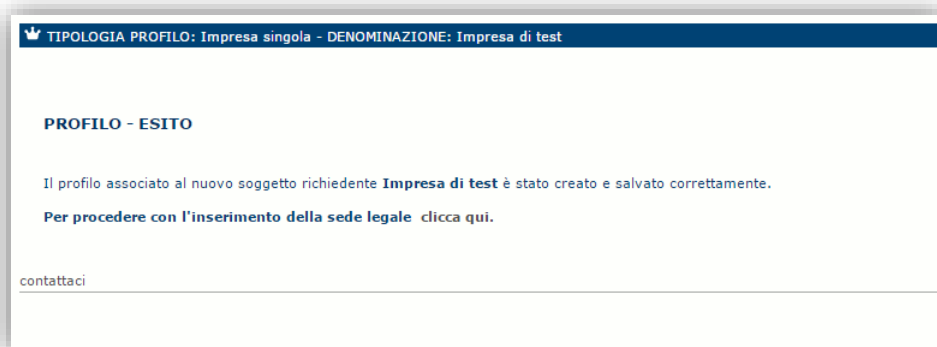 TIPOLOGIA PROFILO: Impresa singola - DENOMINAZIONE: Impresa di test
PROFILO - ESITO
Il profilo associato al nuovo soggetto richiedente Impresa di test è stato creato e salvato correttamente.
Per procedere con l'inserimento della sede legale clicca qui.
contattaci